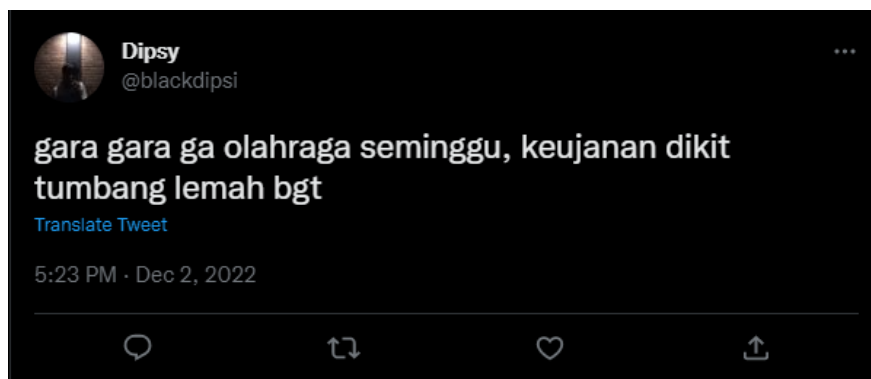 Dipsy
@blackdipsi
gara gara ga olahraga seminggu, keujanan dikit
tumbang lemah bgt
Translate Tweet
5:23 PM · Dec 2, 2022